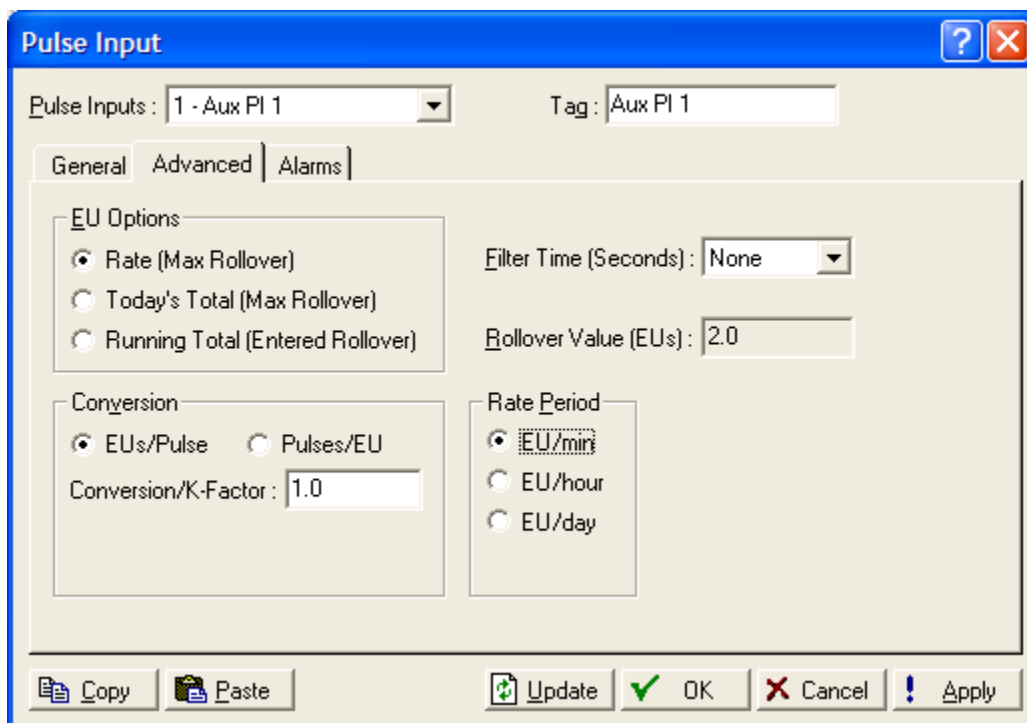 Pulse Input
Pulse Inputs : 1 - Aux PI 1 Tag : Aux PI 1
General Advanced Alarms
EU Options
Rate (Max Rollover)
Today's Total (Max Rollover)
Running Total (Entered Rollover)
Filter Time (Seconds) : None
Rollover Value (EUs) : 2.0
Conversion
EUs/Pulse Pulses/EU
Conversion/K-Factor : 1.0
Rate Period
EU/min
EU/hour
EU/day
Copy Paste Update OK Cancel ! Apply